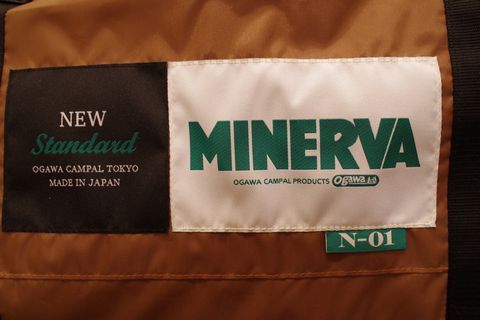 NEW
Standard
OGAWA CAMPAL TOKYO
MADE IN JAPAN
MINERVA
OGAWA CAMPAL PRODUCTS ogawa
N-01